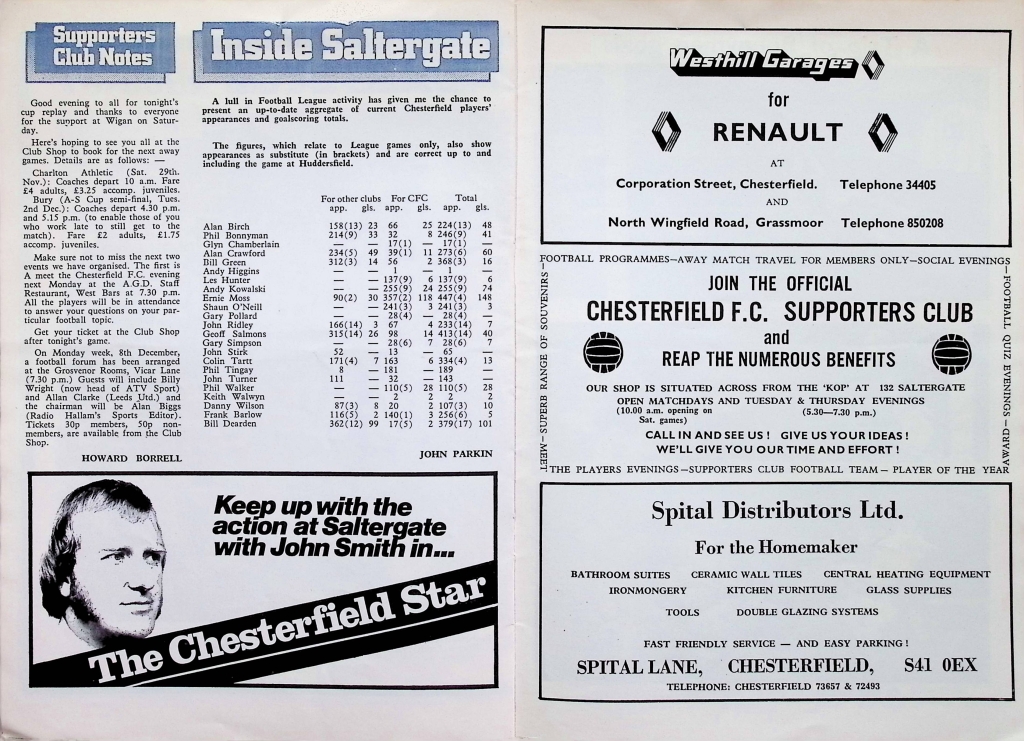 Supporters
Club Notes
Good evening to all for tonight's
cup replay and thanks to everyone
for the support at Wigan on Satur-
day.
Here's hoping to see you all at the
Club Shop to book for the next away
games. Details are as follows: —
Charlton Athletic (Sat. 29th.
Nov.): Coaches depart 10 a.m. Fare
£4 adults, £3.25 accomp. juveniles.
Bury (A-S Cup semi-final, Tues.
2nd Dec.): Coaches depart 4.30 p.m.
and 5.15 p.m. (to enable those of you
who work late to still get to the
match). Fare £2 adults, £1.75
accomp. juveniles.
Make sure not to miss the next two
events we have organised. The first is
A meet the Chesterfield F.C. evening
next Monday at the A.G.D. Staff
Restaurant, West Bars at 7.30 p.m.
All the players will be in attendance
to answer your questions on your par-
ticular football topic.
Get your ticket at the Club Shop
after tonight's game.
On Monday week, 8th December,
a football forum has been arranged
at the Grosvenor Rooms, Vicar Lane
(7.30 p.m.) Guests will include Billy
Wright (now head of ATV Sport)
and Allan Clarke (Leeds Utd.) and
the chairman will be Alan Biggs
(Radio Hallam's Sports Editor).
Tickets 30p members, 50p non-
members, are available from the Club
Shop.
HOWARD BORRELL
Inside Saltergate
A lull in Football League activity has given me the chance to
present an up-to-date aggregate of current Chesterfield players'
appearances and goalscoring totals.
The figures, which relate to League games only, also show
appearances as substitute (in brackets) and are correct up to and
including the game at Huddersfield.
For other clubs For CFC Total
app. gls. app. gls. app. gls.
Alan Birch 158(13) 23 66 25 224(13) 48
Phil Bonnyman 214(9) 33 32 8 246(9) 41
Glyn Chamberlain — — 17(1) — 17(1) —
Alan Crawford 234(5) 49 39(1) 11 273(6) 60
Bill Green 312(3) 14 56 2 368(3) 16
Andy Higgins — — 1 — 1 —
Les Hunter — — 137(9) 6 137(9) 6
Andy Kowalski — — 255(9) 24 255(9) 24
Ernie Moss 90(2) 30 357(2) 118 447(4) 148
Shaun O'Neill — — 241(3) 3 241(3) 3
Gary Pollard — — 28(4) — 28(4) —
John Ridley 166(14) 3 67 4 233(14) 7
Geoff Salmons 315(14) 26 98 14 413(14) 40
Gary Simpson — — 28(6) 7 28(6) 7
John Stirk 52 — 13 — 65 —
Colin Tartt 171(4) 7 163 6 334(4) 13
Phil Tingay 8 — 181 — 189 —
John Turner 111 — 32 — 143 —
Phil Walker — — 110(5) 28 110(5) 28
Keith Walwyn — — 2 2 2 2
Danny Wilson 87(3) 8 20 2 107(3) 10
Frank Barlow 116(5) 2 140(1) 3 256(6) 5
Bill Dearden 362(12) 99 17(5) 2 379(17) 101
JOHN PARKIN
Keep up with the
action at Saltergate
with John Smith in...
The Chesterfield Star
Westhill Garages
for
RENAULT
AT
Corporation Street, Chesterfield. Telephone 34405
AND
North Wingfield Road, Grassmoor Telephone 850208
FOOTBALL PROGRAMMES—AWAY MATCH TRAVEL FOR MEMBERS ONLY—SOCIAL EVENINGS
—FOOTBALL QUIZ EVENINGS —AWARDS
MEET—SUPERB RANGE OF SOUVENIRS—
JOIN THE OFFICIAL
CHESTERFIELD F.C. SUPPORTERS CLUB
and
REAP THE NUMEROUS BENEFITS
OUR SHOP IS SITUATED ACROSS FROM THE 'KOP' AT 132 SALTERGATE
OPEN MATCHDAYS AND TUESDAY & THURSDAY EVENINGS
(10.00 a.m. opening on (5.30—7.30 p.m.)
Sat. games)
CALL IN AND SEE US! GIVE US YOUR IDEAS!
WE'LL GIVE YOU OUR TIME AND EFFORT!
THE PLAYERS EVENINGS—SUPPORTERS CLUB FOOTBALL TEAM—PLAYER OF THE YEAR
Spital Distributors Ltd.
For the Homemaker
BATHROOM SUITES CERAMIC WALL TILES CENTRAL HEATING EQUIPMENT
IRONMONGERY KITCHEN FURNITURE GLASS SUPPLIES
TOOLS DOUBLE GLAZING SYSTEMS
FAST FRIENDLY SERVICE — AND EASY PARKING!
SPITAL LANE, CHESTERFIELD, S41 0EX
TELEPHONE: CHESTERFIELD 73657 & 72493